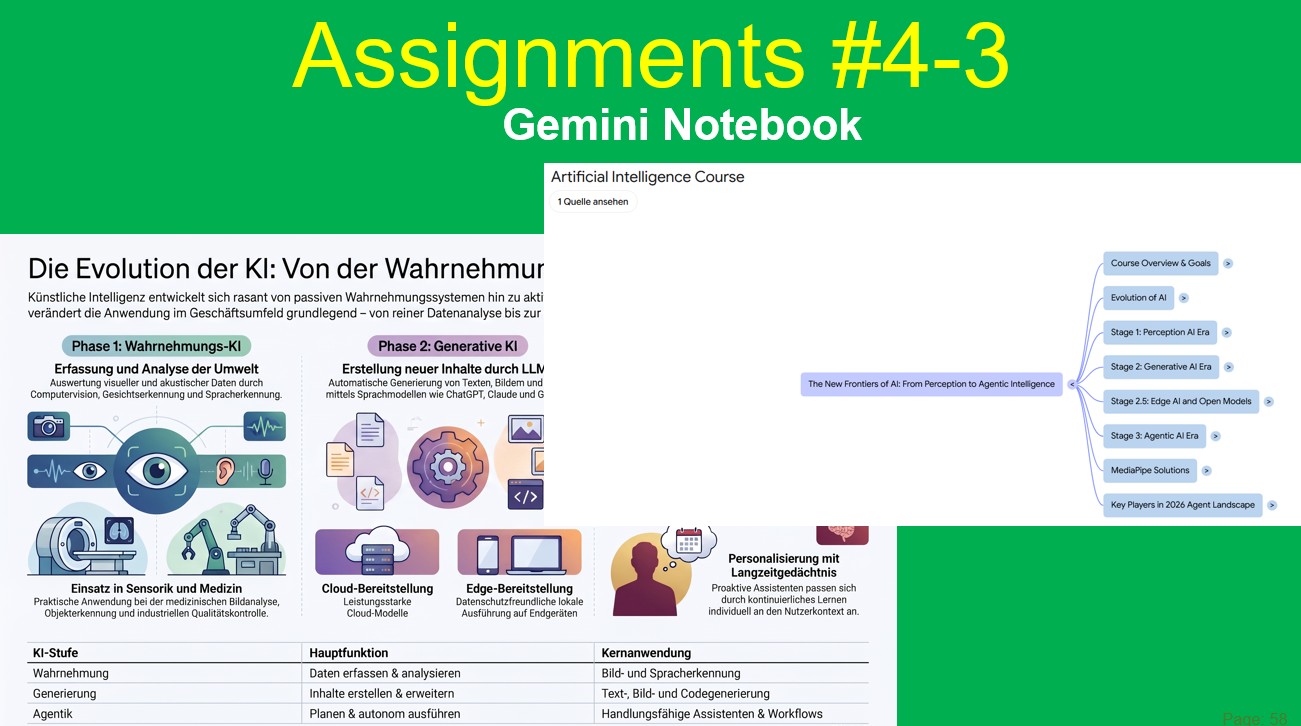 Assignments #4-3
Gemini Notebook
Artificial Intelligence Course
1 Quelle ansehen
The New Frontiers of AI: From Perception to Agentic Intelligence
<
Course Overview & Goals >
Evolution of AI >
Stage 1: Perception AI Era >
Stage 2: Generative AI Era >
Stage 2.5: Edge AI and Open Models >
Stage 3: Agentic AI Era >
MediaPipe Solutions >
Key Players in 2026 Agent Landscape >
Die Evolution der KI: Von der Wahrnehmun
Künstliche Intelligenz entwickelt sich rasant von passiven Wahrnehmungssystemen hin zu akti
verändert die Anwendung im Geschäftsumfeld grundlegend – von reiner Datenanalyse bis zur
Phase 1: Wahrnehmungs-KI
Erfassung und Analyse der Umwelt
Auswertung visueller und akustischer Daten durch
Computervision, Gesichtserkennung und Spracherkennung.
Einsatz in Sensorik und Medizin
Praktische Anwendung bei der medizinischen Bildanalyse,
Objekterkennung und industriellen Qualitätskontrolle.
Phase 2: Generative KI
Erstellung neuer Inhalte durch LLM
Automatische Generierung von Texten, Bildern und
mittels Sprachmodellen wie ChatGPT, Claude und G
</>
</>
Cloud-Bereitstellung
Leistungsstarke
Cloud-Modelle
Edge-Bereitstellung
Datenschutzfreundliche lokale
Ausführung auf Endgeräten
Personalisierung mit
Langzeitgedächtnis
Proaktive Assistenten passen sich
durch kontinuierliches Lernen
individuell an den Nutzerkontext an.
KI-Stufe Hauptfunktion Kernanwendung
Wahrnehmung Daten erfassen & analysieren Bild- und Spracherkennung
Generierung Inhalte erstellen & erweitern Text-, Bild- und Codegenerierung
Agentik Planen & autonom ausführen Handlungsfähige Assistenten & Workflows
Page: 58